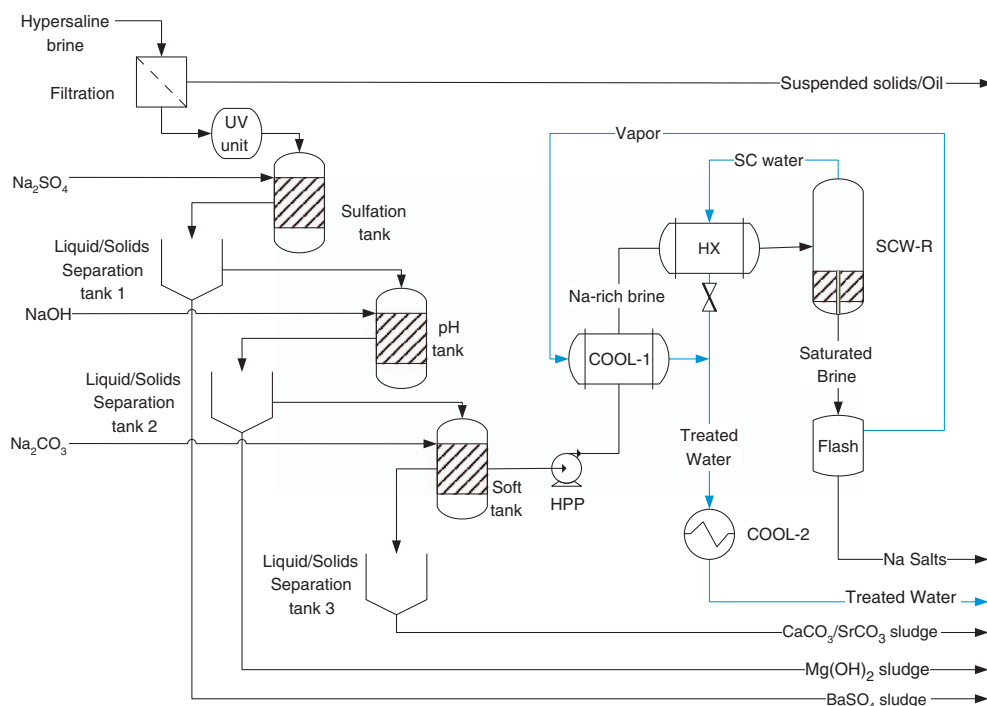 Hypersaline
brine
Filtration
Suspended solids/Oil
UV
unit
Vapor
SC water
Na₂SO₄
Sulfation
tank
HX
SCW-R
Liquid/Solids
Separation
tank 1
Na-rich brine
NaOH
pH
tank
COOL-1
Saturated
Brine
Liquid/Solids
Separation
tank 2
Na₂CO₃
Treated
Water
Flash
Soft
tank
HPP
COOL-2
Liquid/Solids
Separation
tank 3
Na Salts
Treated Water
CaCO₃/SrCO₃ sludge
Mg(OH)₂ sludge
BaSO₄ sludge